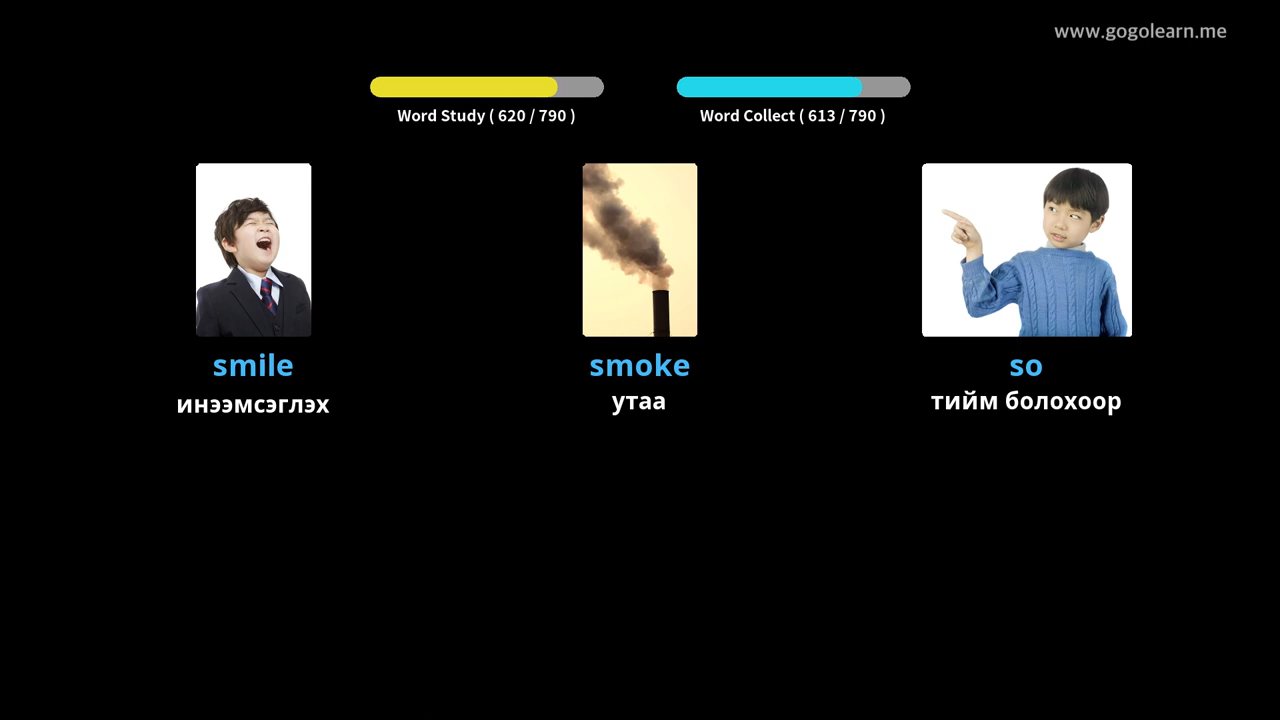 www.gogolearn.me
Word Study ( 620 / 790 )
Word Collect ( 613 / 790 )
smile
инээмсэглэх
smoke
утаа
so
тийм болохоор